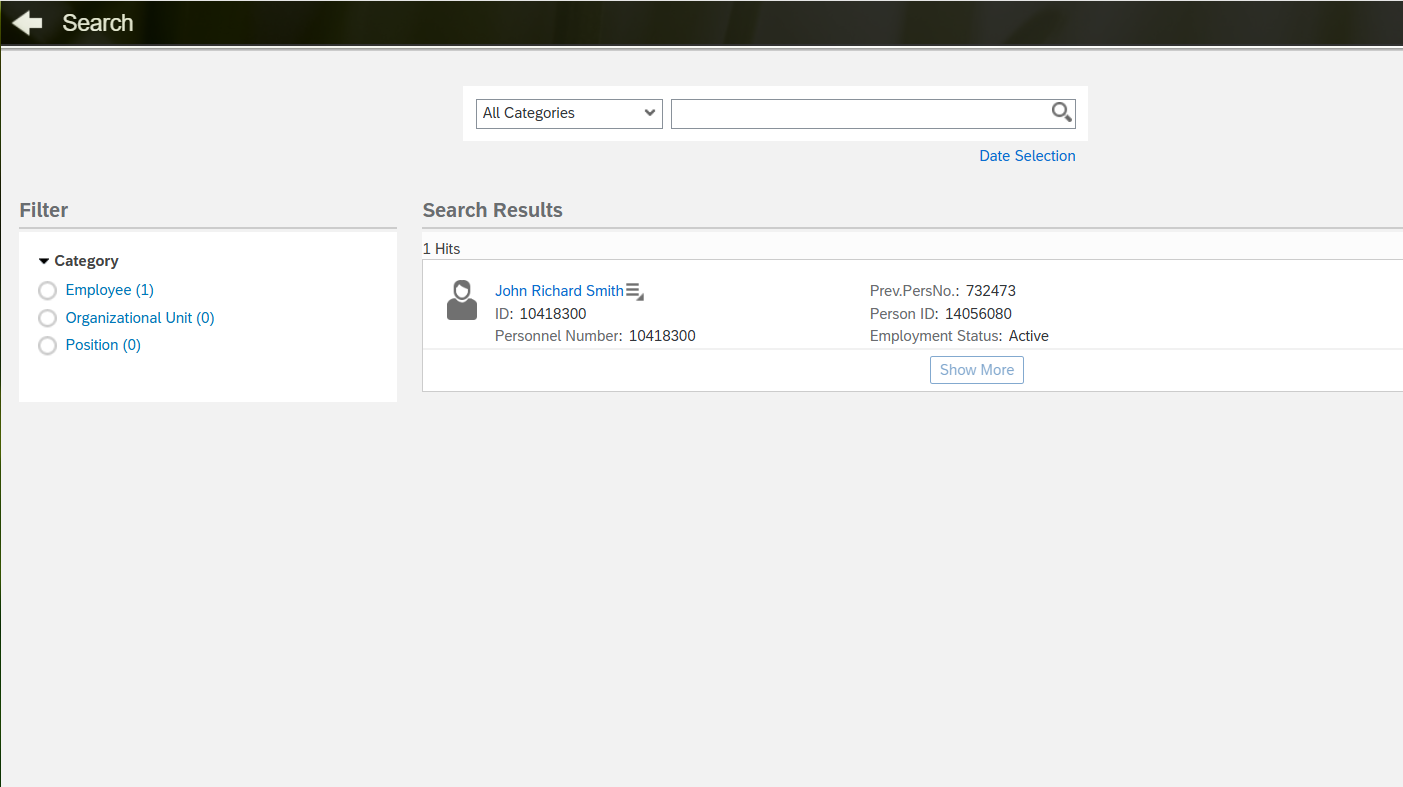 Search
All Categories
Date Selection
Filter
Category
Employee (1)
Organizational Unit (0)
Position (0)
Search Results
1 Hits
John Richard Smith
ID: 10418300
Personnel Number: 10418300
Prev.PersNo.: 732473
Person ID: 14056080
Employment Status: Active
Show More